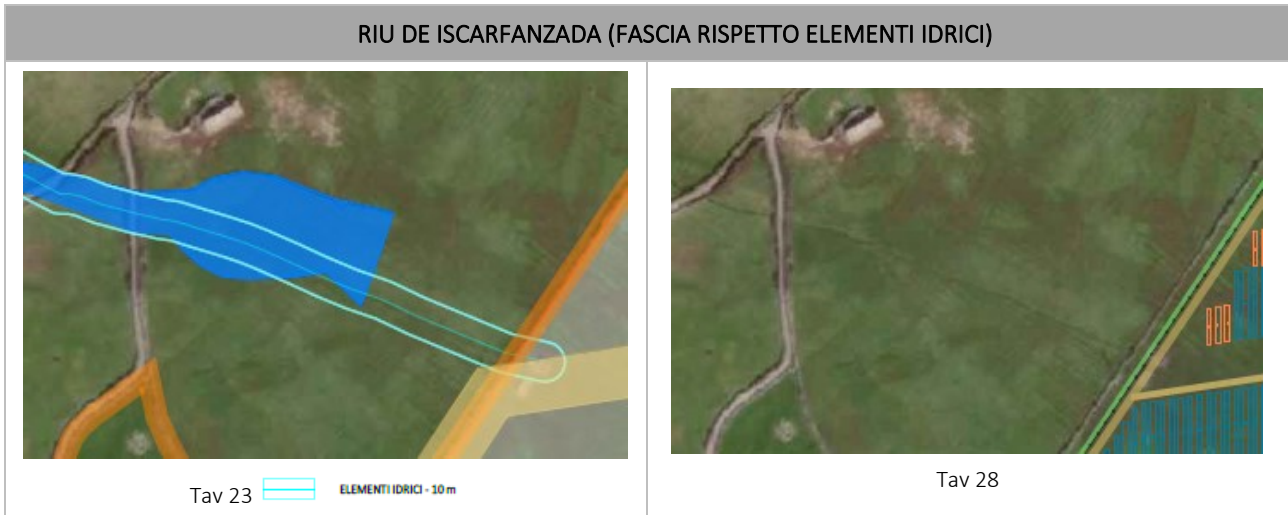 RIU DE ISCARFANZADA (FASCIA RISPETTO ELEMENTI IDRICI)
Tav 23 ELEMENTI IDRICI - 10 m
Tav 28